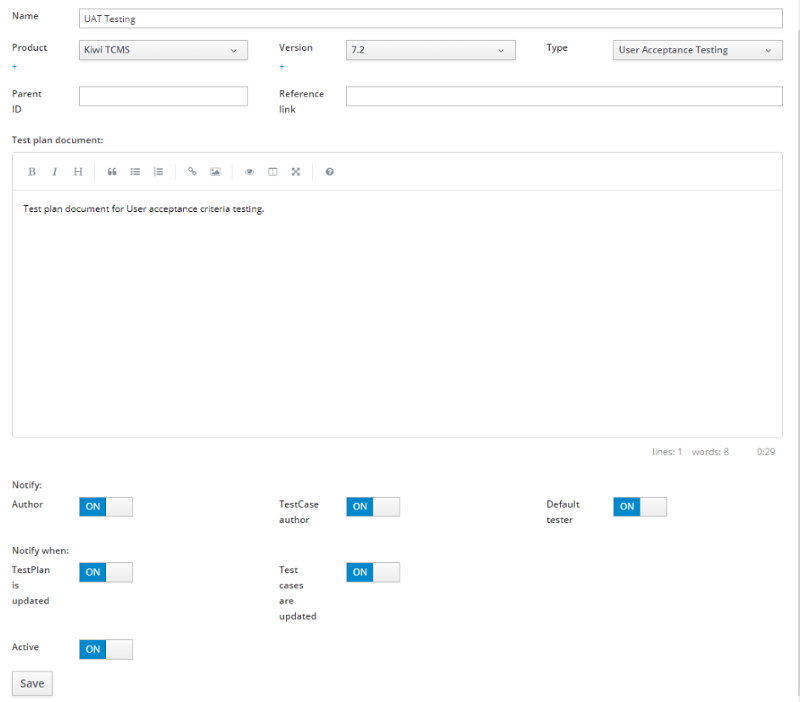 Name
UAT Testing
Product
+
Kiwi TCMS
Version
+
7.2
Type
User Acceptance Testing
Parent
ID
Reference
link
Test plan document:
B I H
Test plan document for User acceptance criteria testing.
lines: 1 words: 8 0:29
Notify:
Author
ON
TestCase
author
ON
Default
tester
ON
Notify when:
TestPlan
is
updated
ON
Test
cases
are
updated
ON
Active
ON
Save